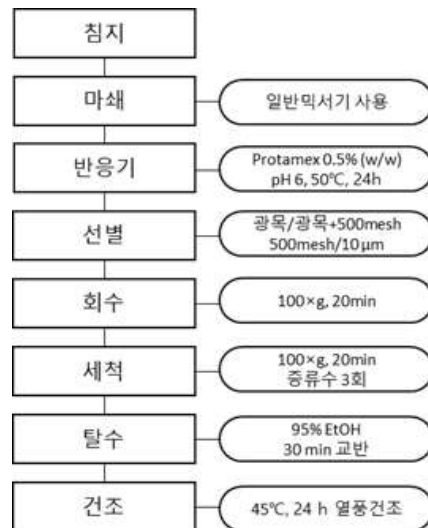 침지
마쇄
일반믹서기 사용
반응기
Protamex 0.5% (w/w)
pH 6, 50℃, 24h
선별
광목/광목+500mesh
500mesh/10 μm
회수
100×g, 20min
세척
100×g, 20min
증류수 3회
탈수
95% EtOH
30 min 교반
건조
45℃, 24 h 열풍건조